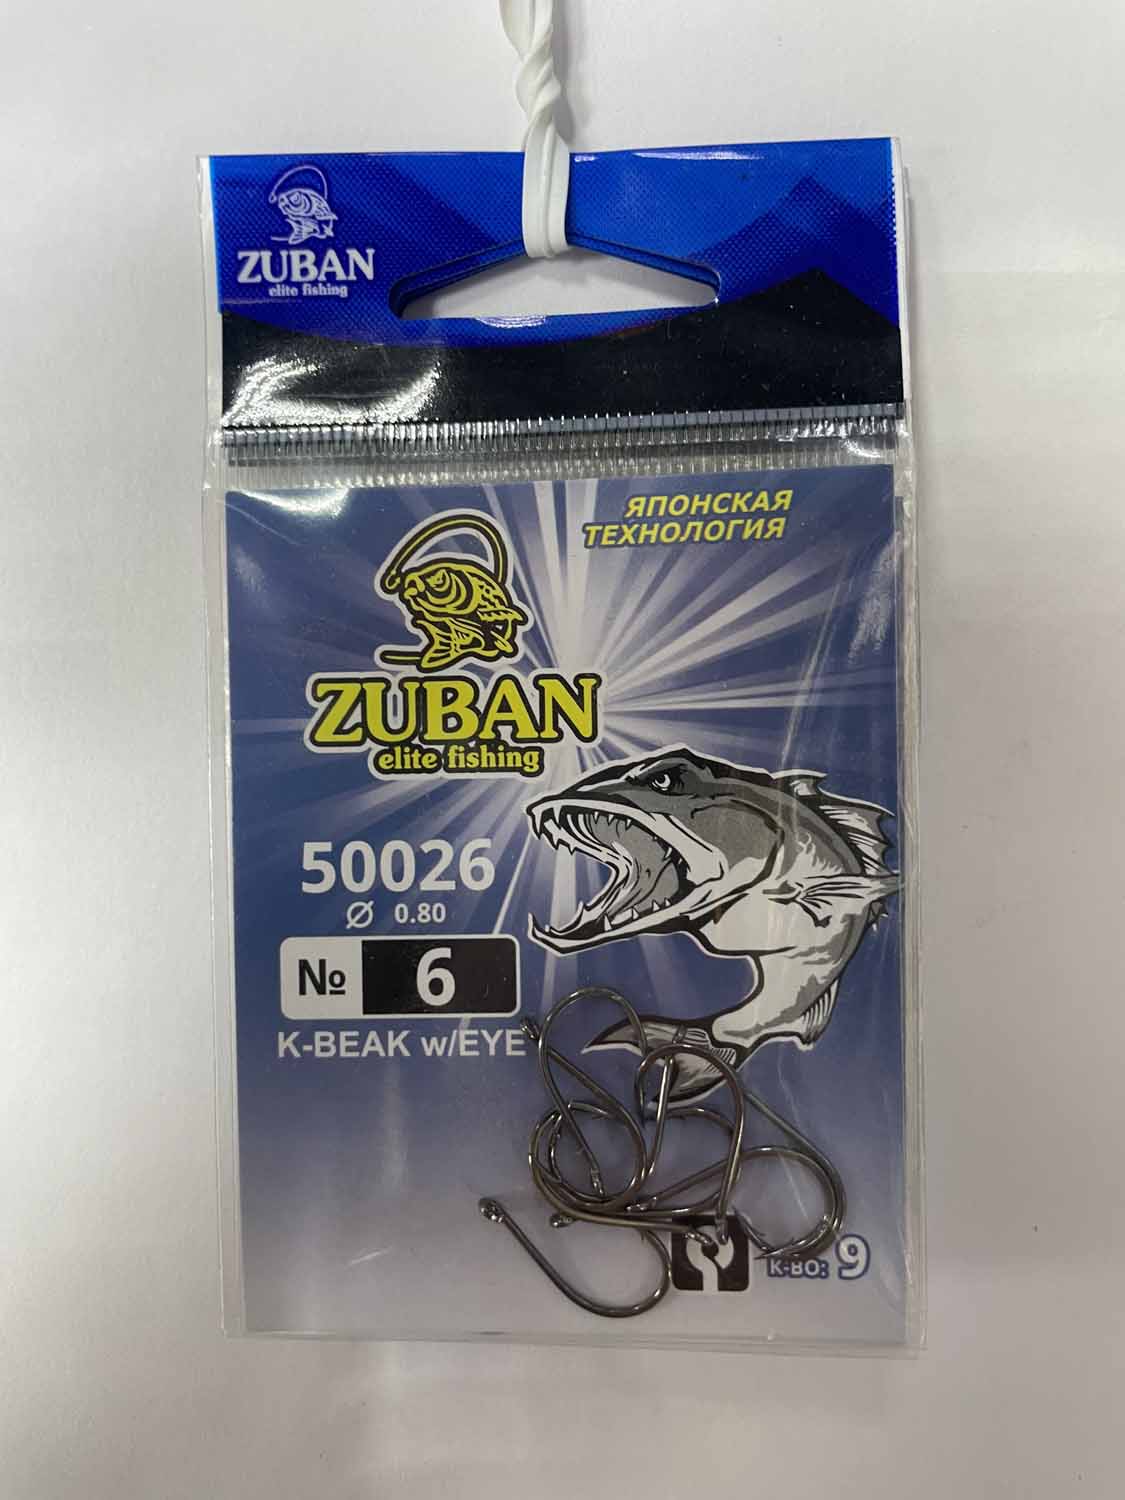 ZUBAN
elite fishing
ЯПОНСКАЯ
ТЕХНОЛОГИЯ
ZUBAN
elite fishing
50026
Ø 0.80
№ 6
K-BEAK w/EYE
К-ВО: 9